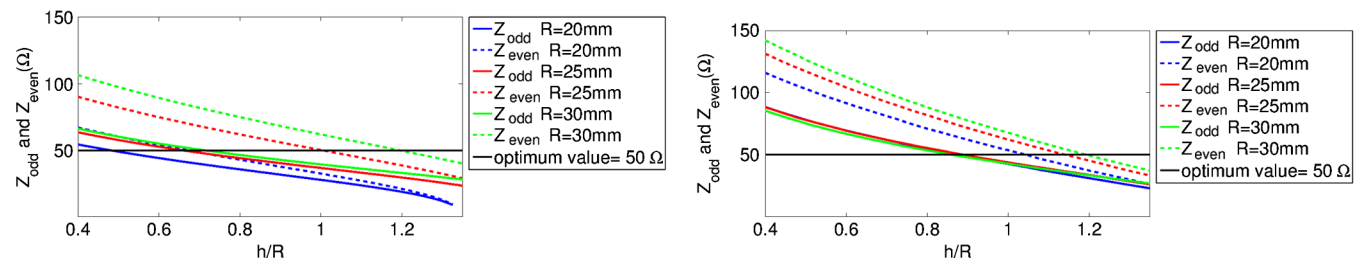 150
100
50
0.4 0.6 0.8 1 1.2
h/R
Z_odd and Z_even(Ω)
Z_odd R=20mm
Z_even R=20mm
Z_odd R=25mm
Z_even R=25mm
Z_odd R=30mm
Z_even R=30mm
optimum value= 50 Ω
150
100
50
0.4 0.6 0.8 1 1.2
h/R
Z_odd and Z_even(Ω)
Z_odd R=20mm
Z_even R=20mm
Z_odd R=25mm
Z_even R=25mm
Z_odd R=30mm
Z_even R=30mm
optimum value= 50 Ω